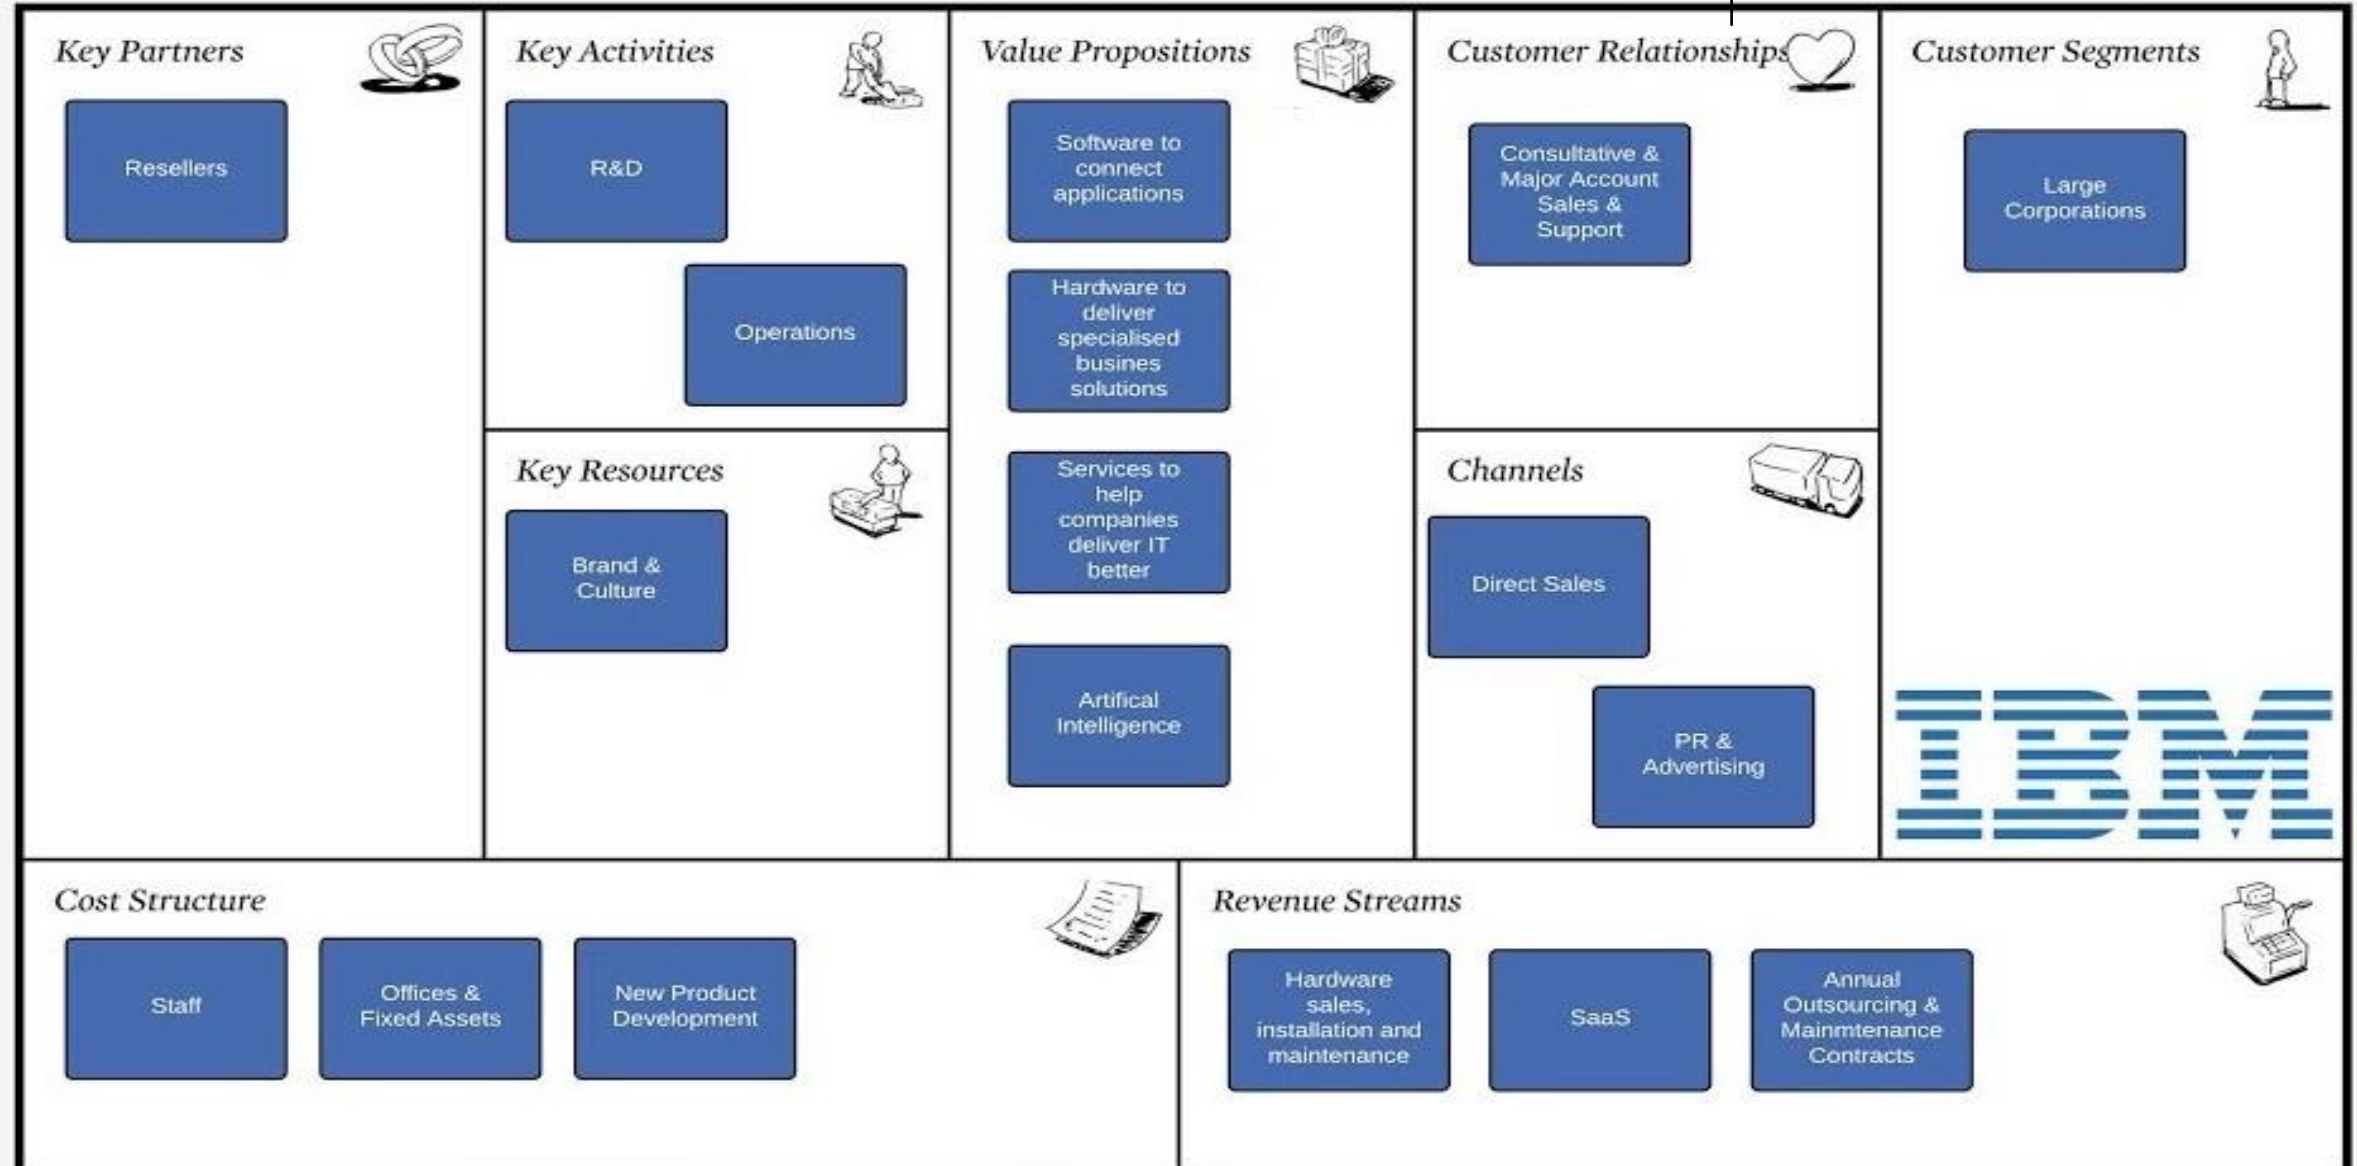 Key Partners
Resellers
Key Activities
R&D
Operations
Key Resources
Brand &
Culture
Value Propositions
Software to
connect
applications
Hardware to
deliver
specialised
busines
solutions
Services to
help
companies
deliver IT
better
Artifical
Intelligence
Customer Relationships
Consultative &
Major Account
Sales &
Support
Channels
Direct Sales
PR &
Advertising
Customer Segments
Large
Corporations
IBM
Cost Structure
Staff
Offices &
Fixed Assets
New Product
Development
Revenue Streams
Hardware
sales,
installation and
maintenance
SaaS
Annual
Outsourcing &
Mainmtenance
Contracts